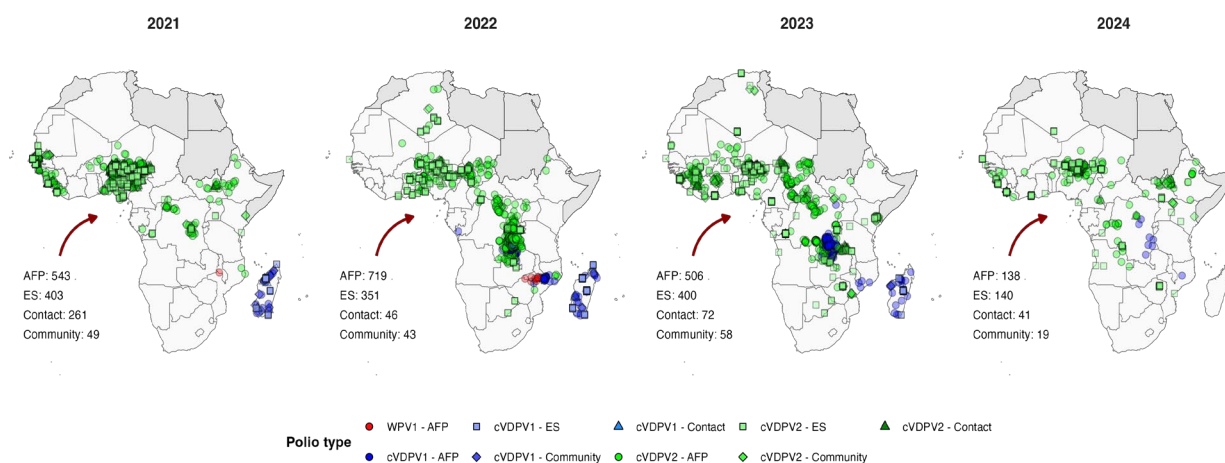 2021 2022 2023 2024
AFP: 543 AFP: 719 AFP: 506 AFP: 138
ES: 403 ES: 351 ES: 400 ES: 140
Contact: 261 Contact: 46 Contact: 72 Contact: 41
Community: 49 Community: 43 Community: 58 Community: 19
Polio type
WPV1 - AFP cVDPV1 - ES cVDPV1 - Contact cVDPV2 - ES cVDPV2 - Contact
cVDPV1 - AFP cVDPV1 - Community cVDPV2 - AFP cVDPV2 - Community